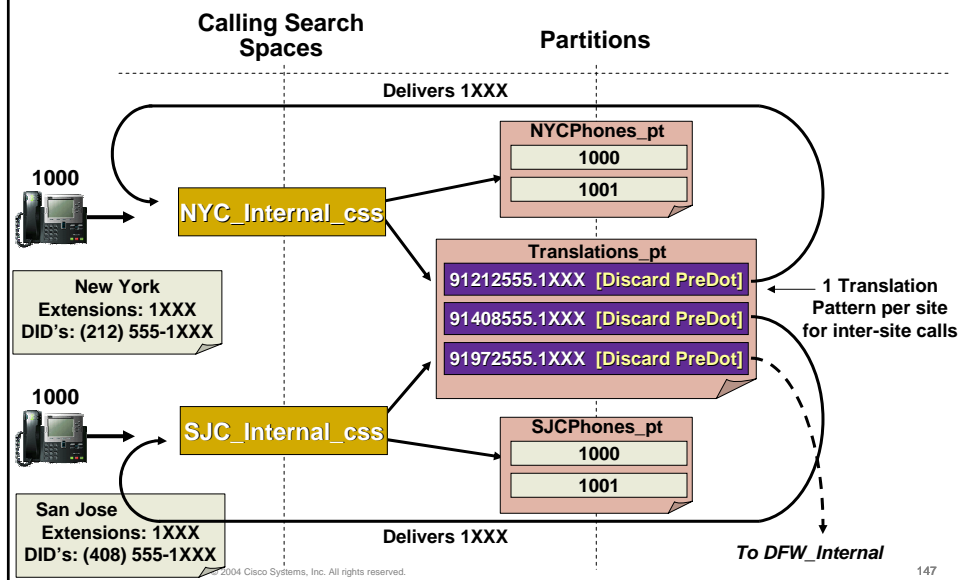 Calling Search
Spaces
Partitions
Delivers 1XXX
NYCPhones_pt
1000
1001
1000
NYC_Internal_css
Translations_pt
91212555.1XXX [Discard PreDot]
91408555.1XXX [Discard PreDot]
91972555.1XXX [Discard PreDot]
1 Translation
Pattern per site
for inter-site calls
New York
Extensions: 1XXX
DID's: (212) 555-1XXX
1000
SJC_Internal_css
SJCPhones_pt
1000
1001
San Jose
Extensions: 1XXX
DID's: (408) 555-1XXX
Delivers 1XXX
To DFW_Internal
© 2004 Cisco Systems, Inc. All rights reserved.
147